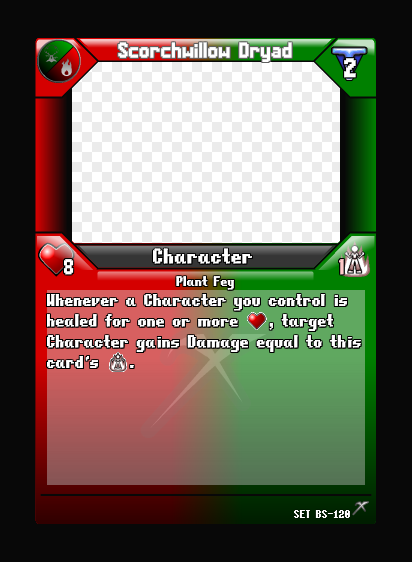 Scorchwillow Dryad
2
Character
8
1
Plant Fey
Whenever a Character you control is
healed for one or more , target
Character gains Damage equal to this
card's .
SET BS-120